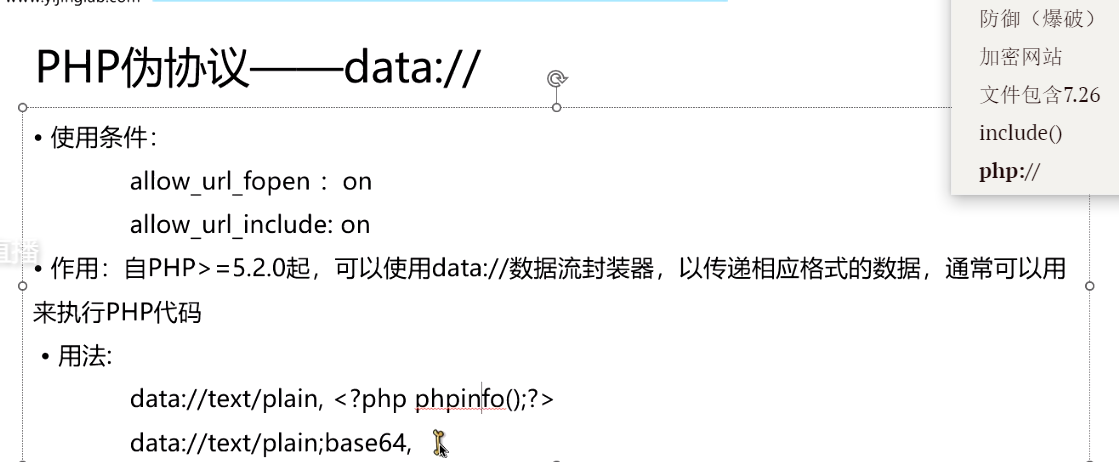 www.yijinglab.com
PHP伪协议——data://
• 使用条件：
allow_url_fopen ：on
allow_url_include: on
• 作用：自PHP>=5.2.0起，可以使用data://数据流封装器，以传递相应格式的数据，通常可以用
来执行PHP代码
• 用法:
data://text/plain, <?php phpinfo();?>
data://text/plain;base64,
直播
防御（爆破）
加密网站
文件包含7.26
include()
php://